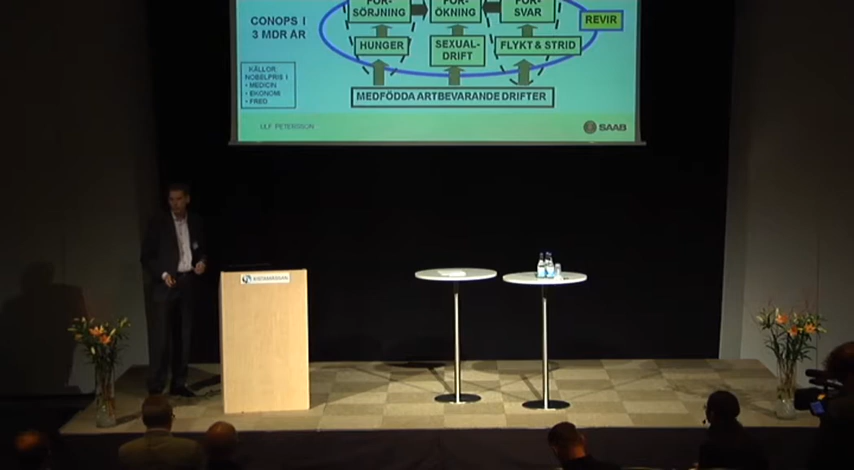 CONOPS I
3 MDR ÅR
FÖR-
SÖRJNING
FÖR-
ÖKNING
FÖR-
SVAR
REVIR
HUNGER
SEXUAL-
DRIFT
FLYKT & STRID
KÄLLOR:
NOBELPRIS I
• MEDICIN
• EKONOMI
• FRED
MEDFÖDDA ARTBEVARANDE DRIFTER
ULF PETERSSON
SAAB